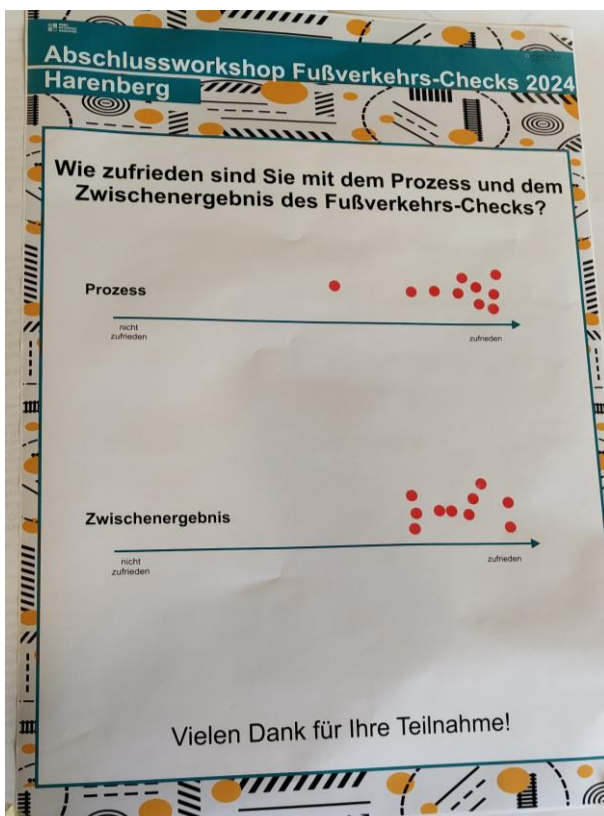 Abschlussworkshop Fußverkehrs-Checks 2024
Harenberg
Wie zufrieden sind Sie mit dem Prozess und dem
Zwischenergebnis des Fußverkehrs-Checks?
Prozess
nicht
zufrieden
zufrieden
Zwischenergebnis
nicht
zufrieden
zufrieden
Vielen Dank für Ihre Teilnahme!